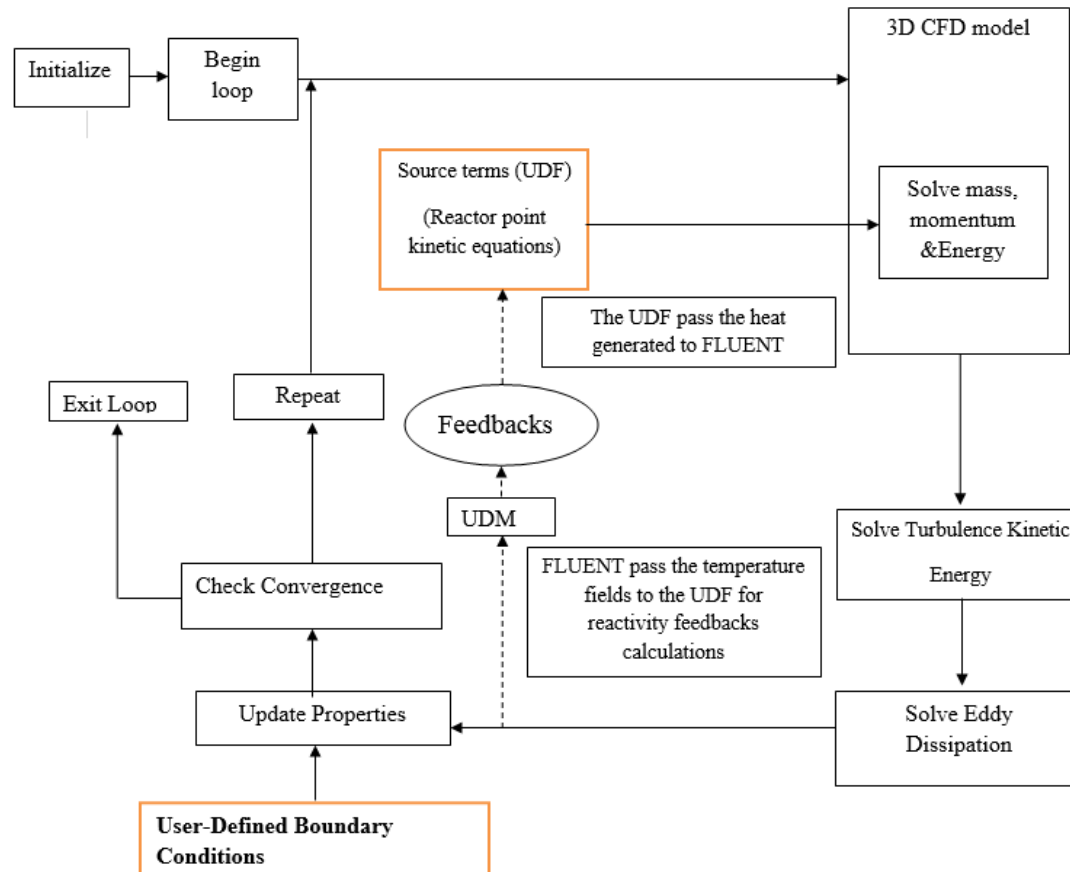 3D CFD model
Initialize
Begin
loop
Source terms (UDF)
(Reactor point
kinetic equations)
Solve mass,
momentum
&Energy
The UDF pass the heat
generated to FLUENT
Exit Loop
Repeat
Feedbacks
UDM
Solve Turbulence Kinetic
Energy
FLUENT pass the temperature
fields to the UDF for
reactivity feedbacks
calculations
Check Convergence
Update Properties
Solve Eddy
Dissipation
User-Defined Boundary
Conditions